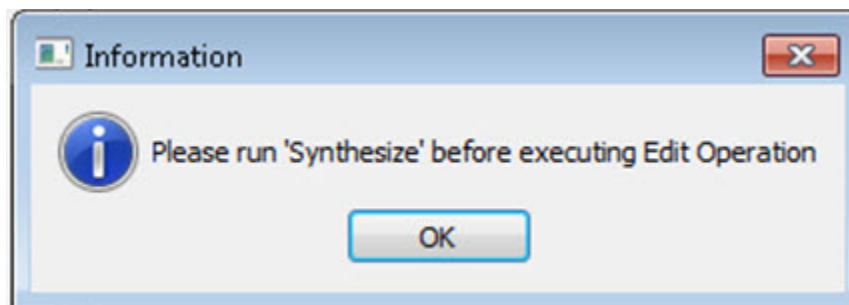 Information
Please run 'Synthesize' before executing Edit Operation
OK